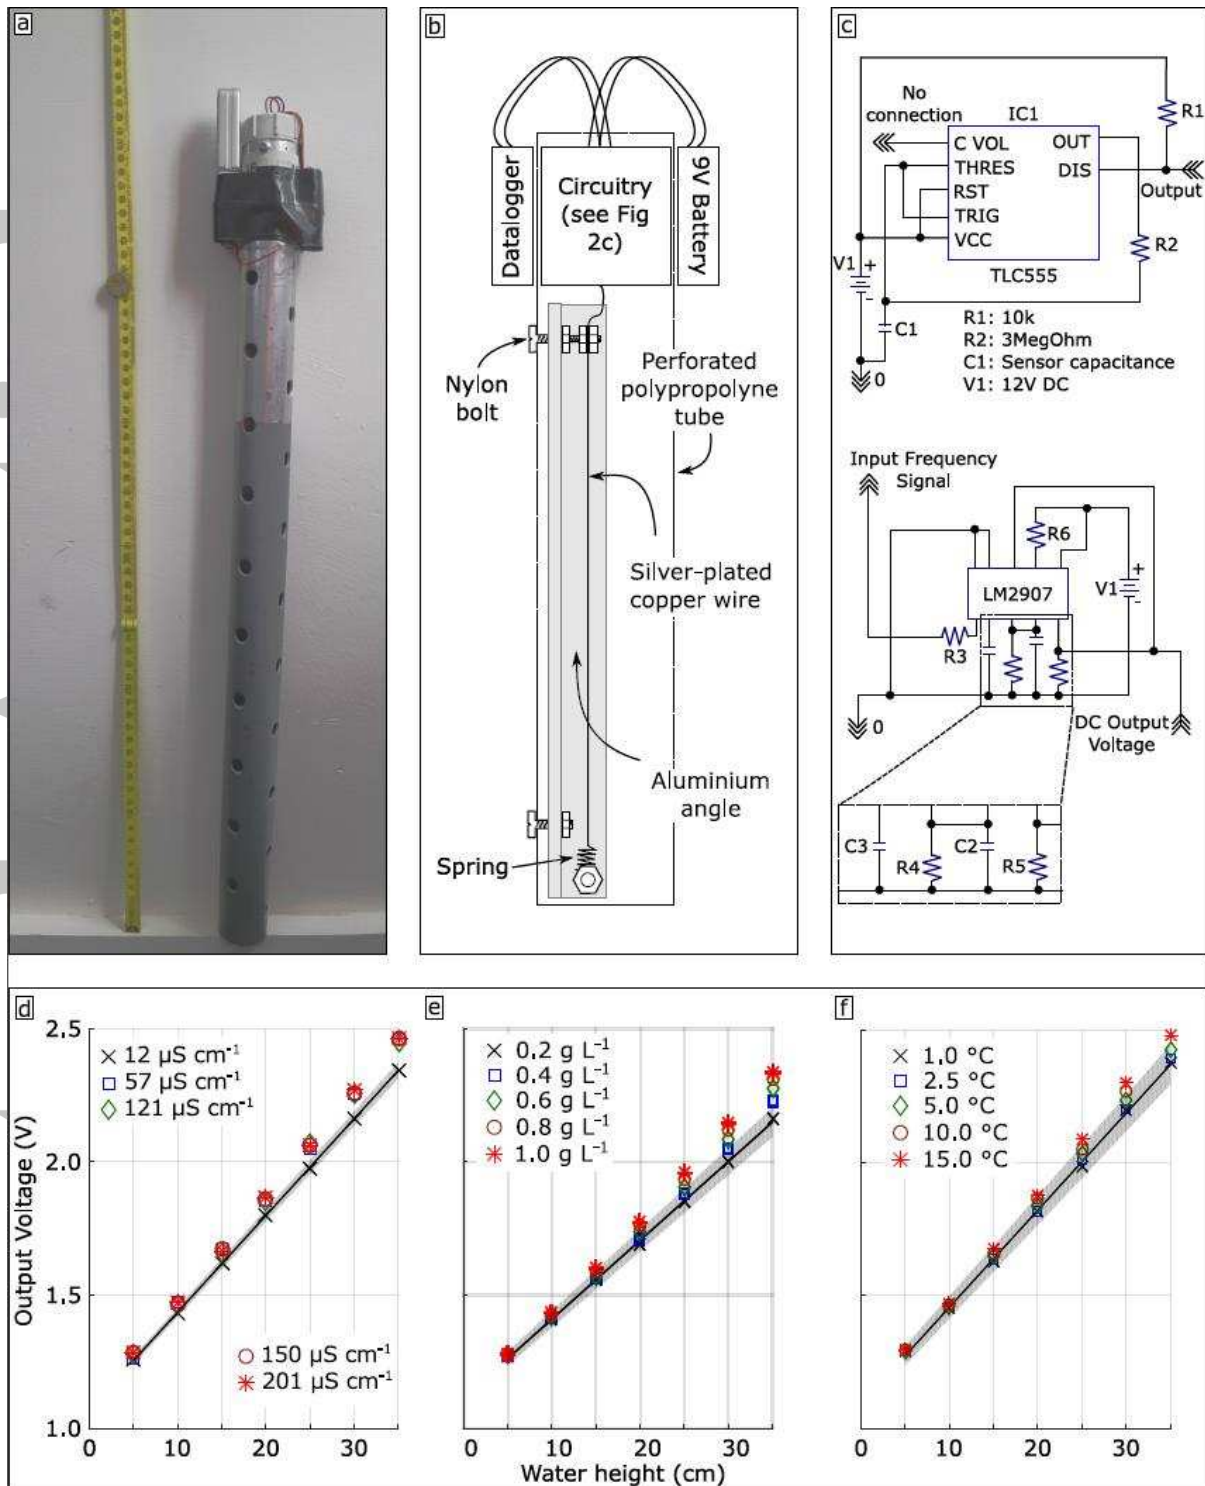 a
b
Datalogger
Circuitry
(see Fig
2c)
9V Battery
Nylon
bolt
Perforated
polypropolyne
tube
Silver-plated
copper wire
Aluminium
angle
Spring
c
No
connection
IC1
C VOL
THRES
RST
TRIG
VCC
OUT
DIS
TLC555
R1
Output
R2
V1
+
-
C1
0
R1: 10k
R2: 3MegOhm
C1: Sensor capacitance
V1: 12V DC
Input Frequency
Signal
R6
LM2907
V1
+
-
R3
0
DC Output
Voltage
C3
R4
C2
R5
d
2.5
2.0
1.5
1.0
Output Voltage (V)
12 µS cm⁻¹
57 µS cm⁻¹
121 µS cm⁻¹
150 µS cm⁻¹
201 µS cm⁻¹
0 10 20 30
e
0.2 g L⁻¹
0.4 g L⁻¹
0.6 g L⁻¹
0.8 g L⁻¹
1.0 g L⁻¹
0 10 20 30
Water height (cm)
f
1.0 °C
2.5 °C
5.0 °C
10.0 °C
15.0 °C
0 10 20 30